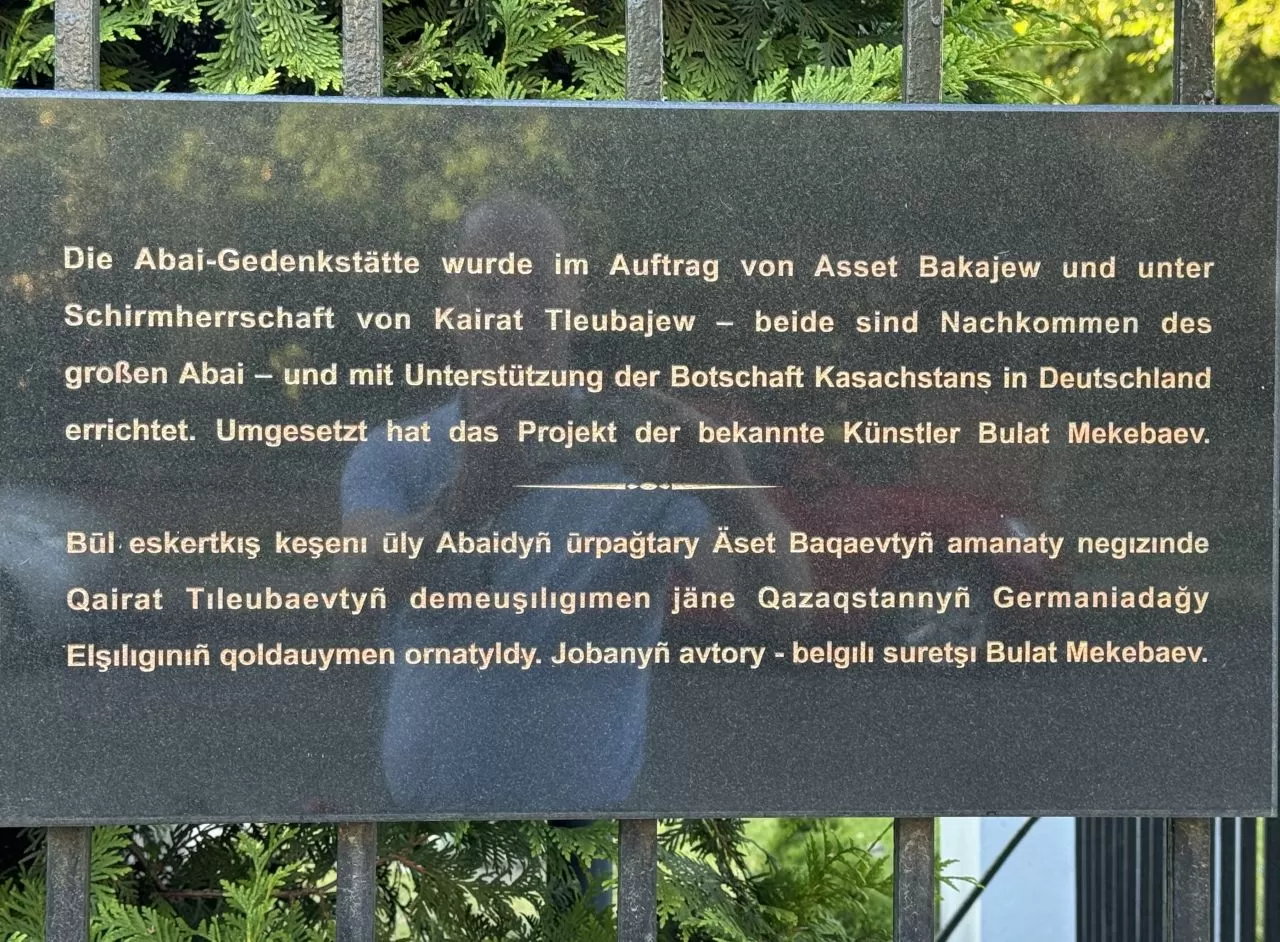 Die Abai-Gedenkstätte wurde im Auftrag von Asset Bakajew und unter
Schirmherrschaft von Kairat Tleubajew – beide sind Nachkommen des
großen Abai – und mit Unterstützung der Botschaft Kasachstans in Deutschland
errichtet. Umgesetzt hat das Projekt der bekannte Künstler Bulat Mekebaev.
Būl eskertkış keşenı ūly Abaidyñ ūrpağtary Äset Baqaevtyñ amanaty negızınde
Qairat Tıleubaevtyñ demeuşılıgımen jäne Qazaqstannyñ Germaniadağy
Elşılıgınıñ qoldauymen ornatyldy. Jobanyñ avtory - belgılı suretşı Bulat Mekebaev.